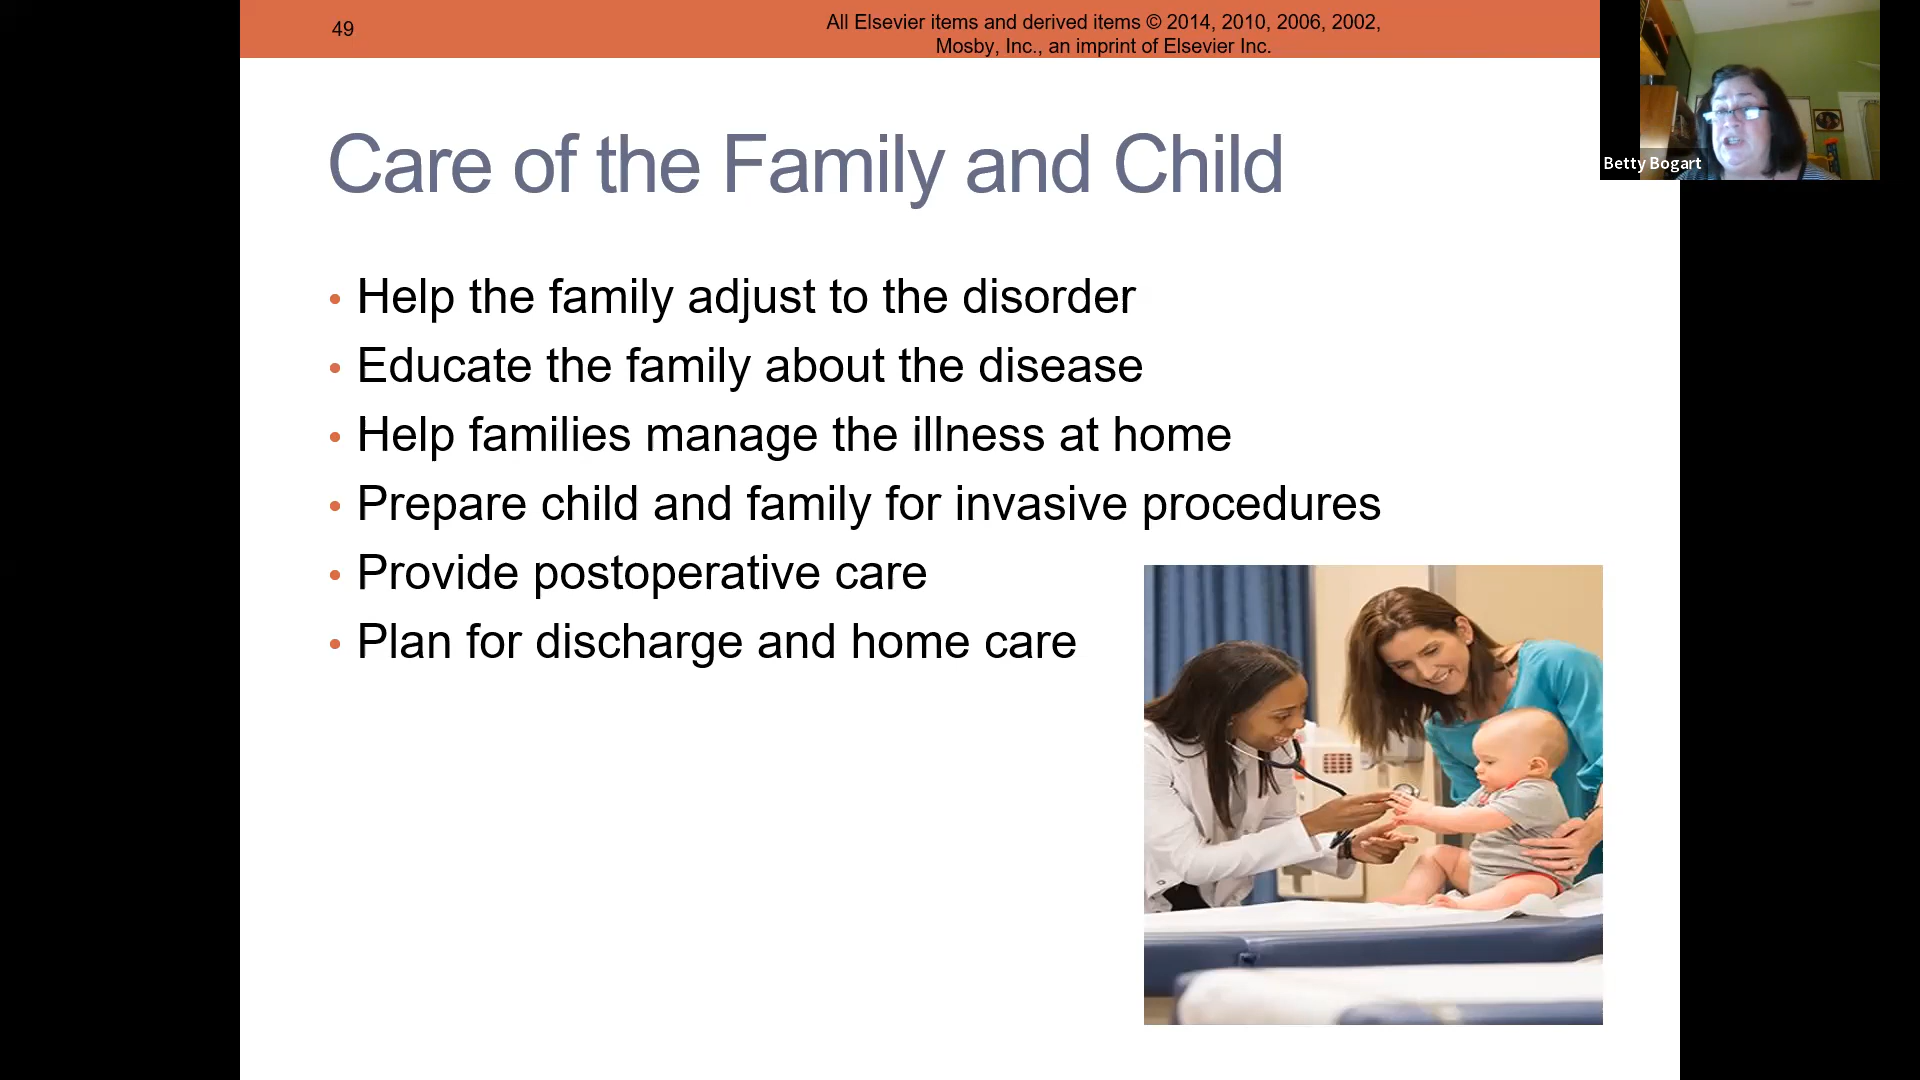 49
All Elsevier items and derived items © 2014, 2010, 2006, 2002,
Mosby, Inc., an imprint of Elsevier Inc.
Betty Bogart
Care of the Family and Child
• Help the family adjust to the disorder
• Educate the family about the disease
• Help families manage the illness at home
• Prepare child and family for invasive procedures
• Provide postoperative care
• Plan for discharge and home care